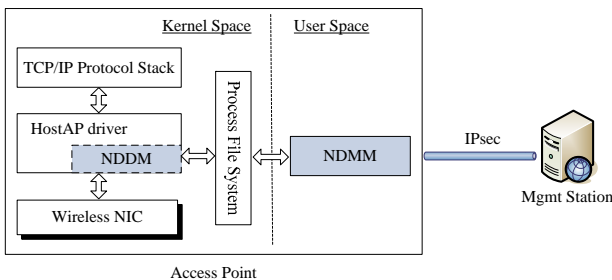 Kernel Space
User Space
TCP/IP Protocol Stack
HostAP driver
NDDM
Wireless NIC
Process File System
NDMM
IPsec
Mgmt Station
Access Point